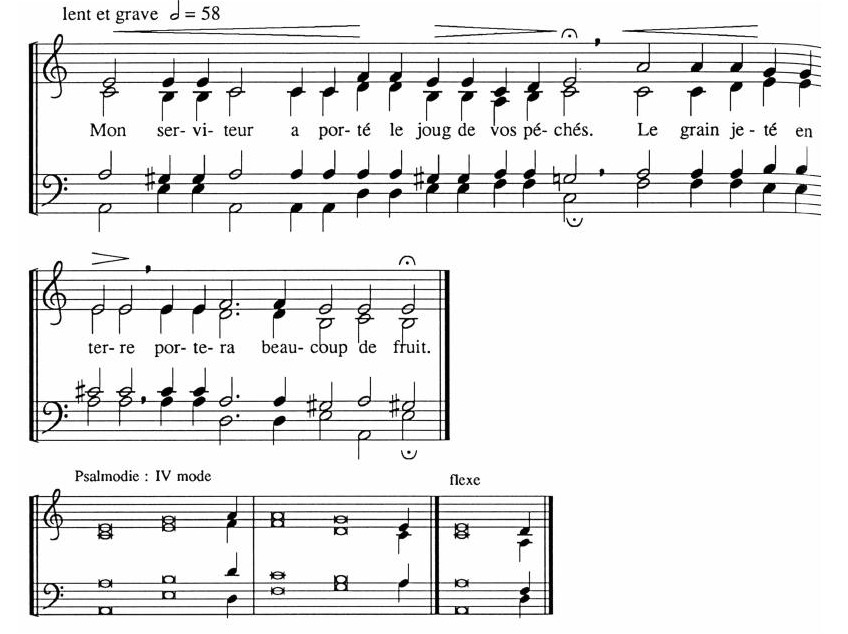 lent et grave 𝅗𝅥 = 58
Mon ser- vi- teur a por- té le joug de vos pé- chés. Le grain je - té en
ter- re por- te- ra beau- coup de fruit.
Psalmodie : IV mode
flexe